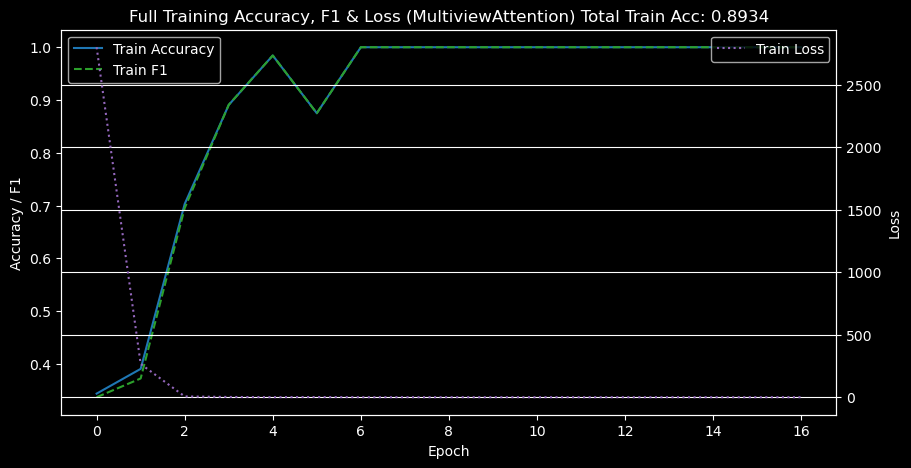 Full Training Accuracy, F1 & Loss (MultiviewAttention) Total Train Acc: 0.8934
Train Accuracy
Train F1
Train Loss
1.0
0.9
0.8
0.7
0.6
0.5
0.4
Accuracy / F1
2500
2000
1500
1000
500
0
Loss
0 2 4 6 8 10 12 14 16
Epoch